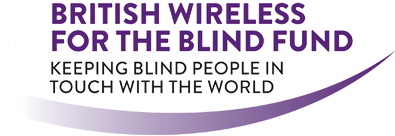 BRITISH WIRELESS
FOR THE BLIND FUND
KEEPING BLIND PEOPLE IN
TOUCH WITH THE WORLD